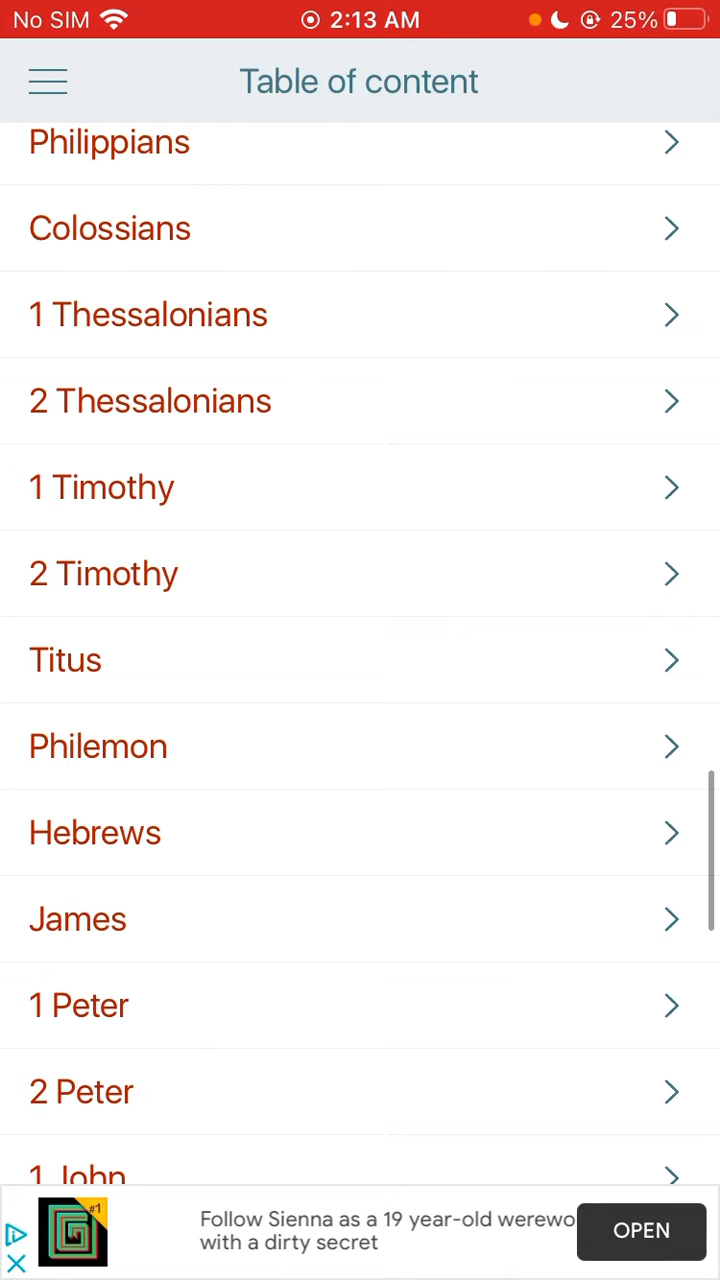 No SIM 2:13 AM 25%
Table of content
Philippians
Colossians
1 Thessalonians
2 Thessalonians
1 Timothy
2 Timothy
Titus
Philemon
Hebrews
James
1 Peter
2 Peter
1 John
#1
Follow Sienna as a 19 year-old werewo
with a dirty secret
OPEN